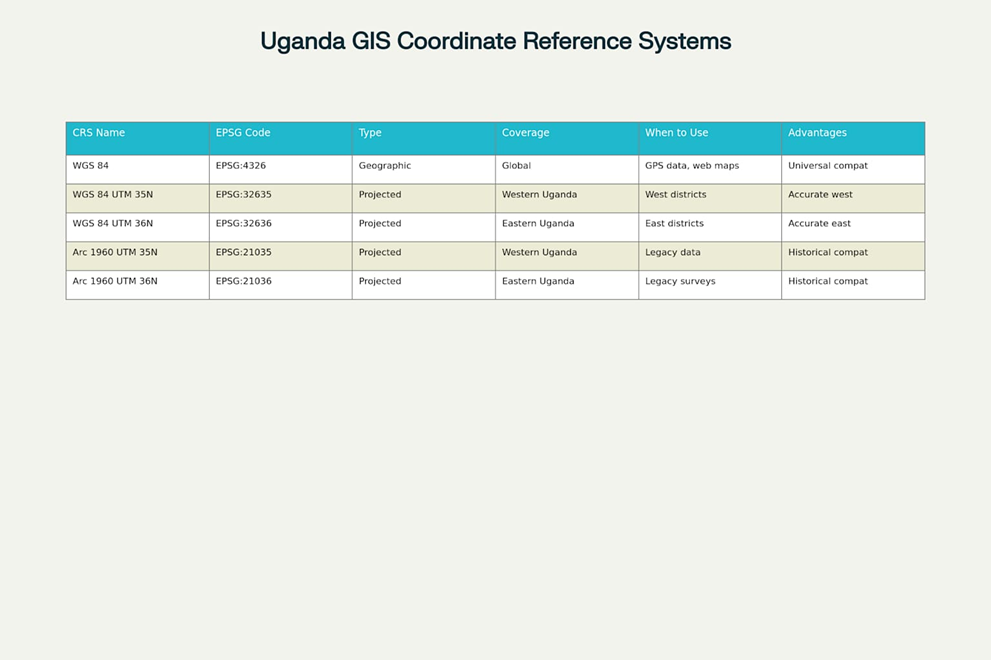 Uganda GIS Coordinate Reference Systems
CRS Name EPSG Code Type Coverage When to Use Advantages
WGS 84 EPSG:4326 Geographic Global GPS data, web maps Universal compat
WGS 84 UTM 35N EPSG:32635 Projected Western Uganda West districts Accurate west
WGS 84 UTM 36N EPSG:32636 Projected Eastern Uganda East districts Accurate east
Arc 1960 UTM 35N EPSG:21035 Projected Western Uganda Legacy data Historical compat
Arc 1960 UTM 36N EPSG:21036 Projected Eastern Uganda Legacy surveys Historical compat